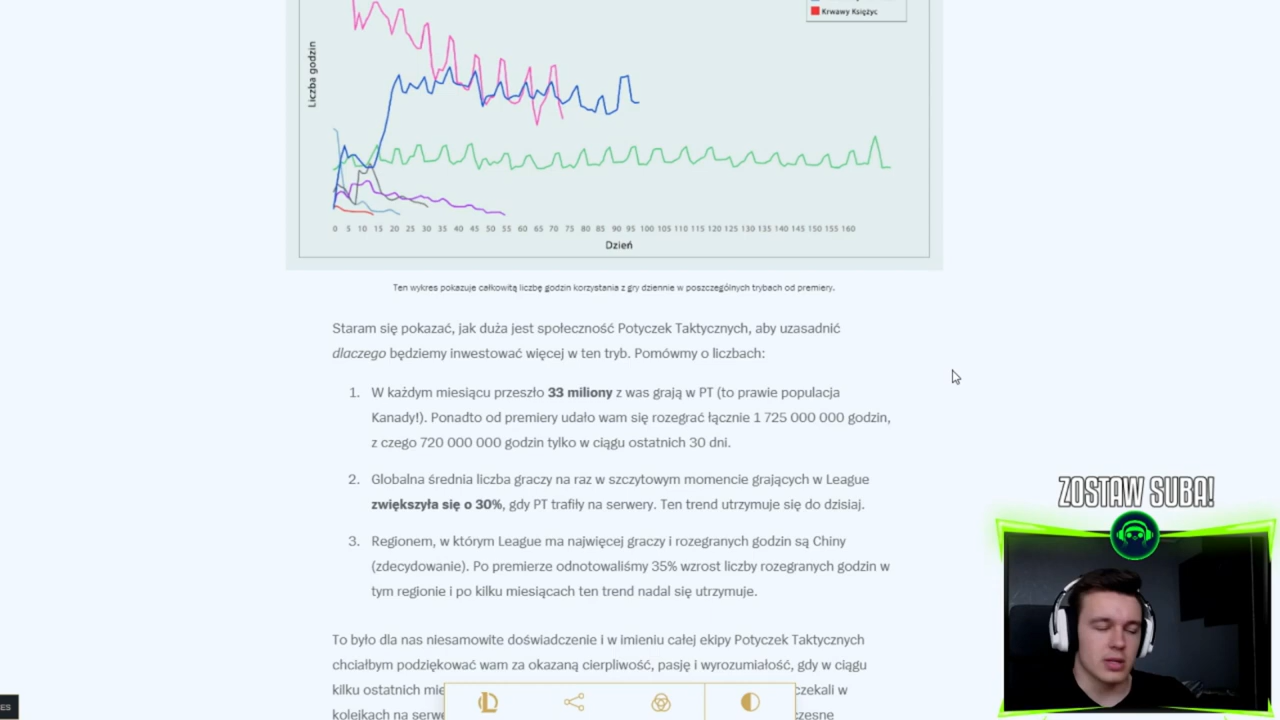 Krwawy Księżyc
Liczba godzin
0 5 10 15 20 25 30 35 40 45 50 55 60 65 70 75 80 85 90 95 100 105 110 115 120 125 130 135 140 145 150 155 160
Dzień
Ten wykres pokazuje całkowitą liczbę godzin korzystania z gry dziennie w poszczególnych trybach od premiery.
Staram się pokazać, jak duża jest społeczność Potyczek Taktycznych, aby uzasadnić
dlaczego będziemy inwestować więcej w ten tryb. Pomówmy o liczbach:
1. W każdym miesiącu przeszło 33 miliony z was grają w PT (to prawie populacja
Kanady!). Ponadto od premiery udało wam się rozegrać łącznie 1 725 000 000 godzin,
z czego 720 000 000 godzin tylko w ciągu ostatnich 30 dni.
2. Globalna średnia liczba graczy na raz w szczytowym momencie grających w League
zwiększyła się o 30%, gdy PT trafiły na serwery. Ten trend utrzymuje się do dzisiaj.
3. Regionem, w którym League ma najwięcej graczy i rozegranych godzin są Chiny
(zdecydowanie). Po premierze odnotowaliśmy 35% wzrost liczby rozegranych godzin w
tym regionie i po kilku miesiącach ten trend nadal się utrzymuje.
To było dla nas niesamowite doświadczenie i w imieniu całej ekipy Potyczek Taktycznych
chciałbym podziękować wam za okazaną cierpliwość, pasję i wyrozumiałość, gdy w ciągu
kilku ostatnich mie czekali w
kolejkach na serwe czesne
ES
ZOSTAW SUBA!